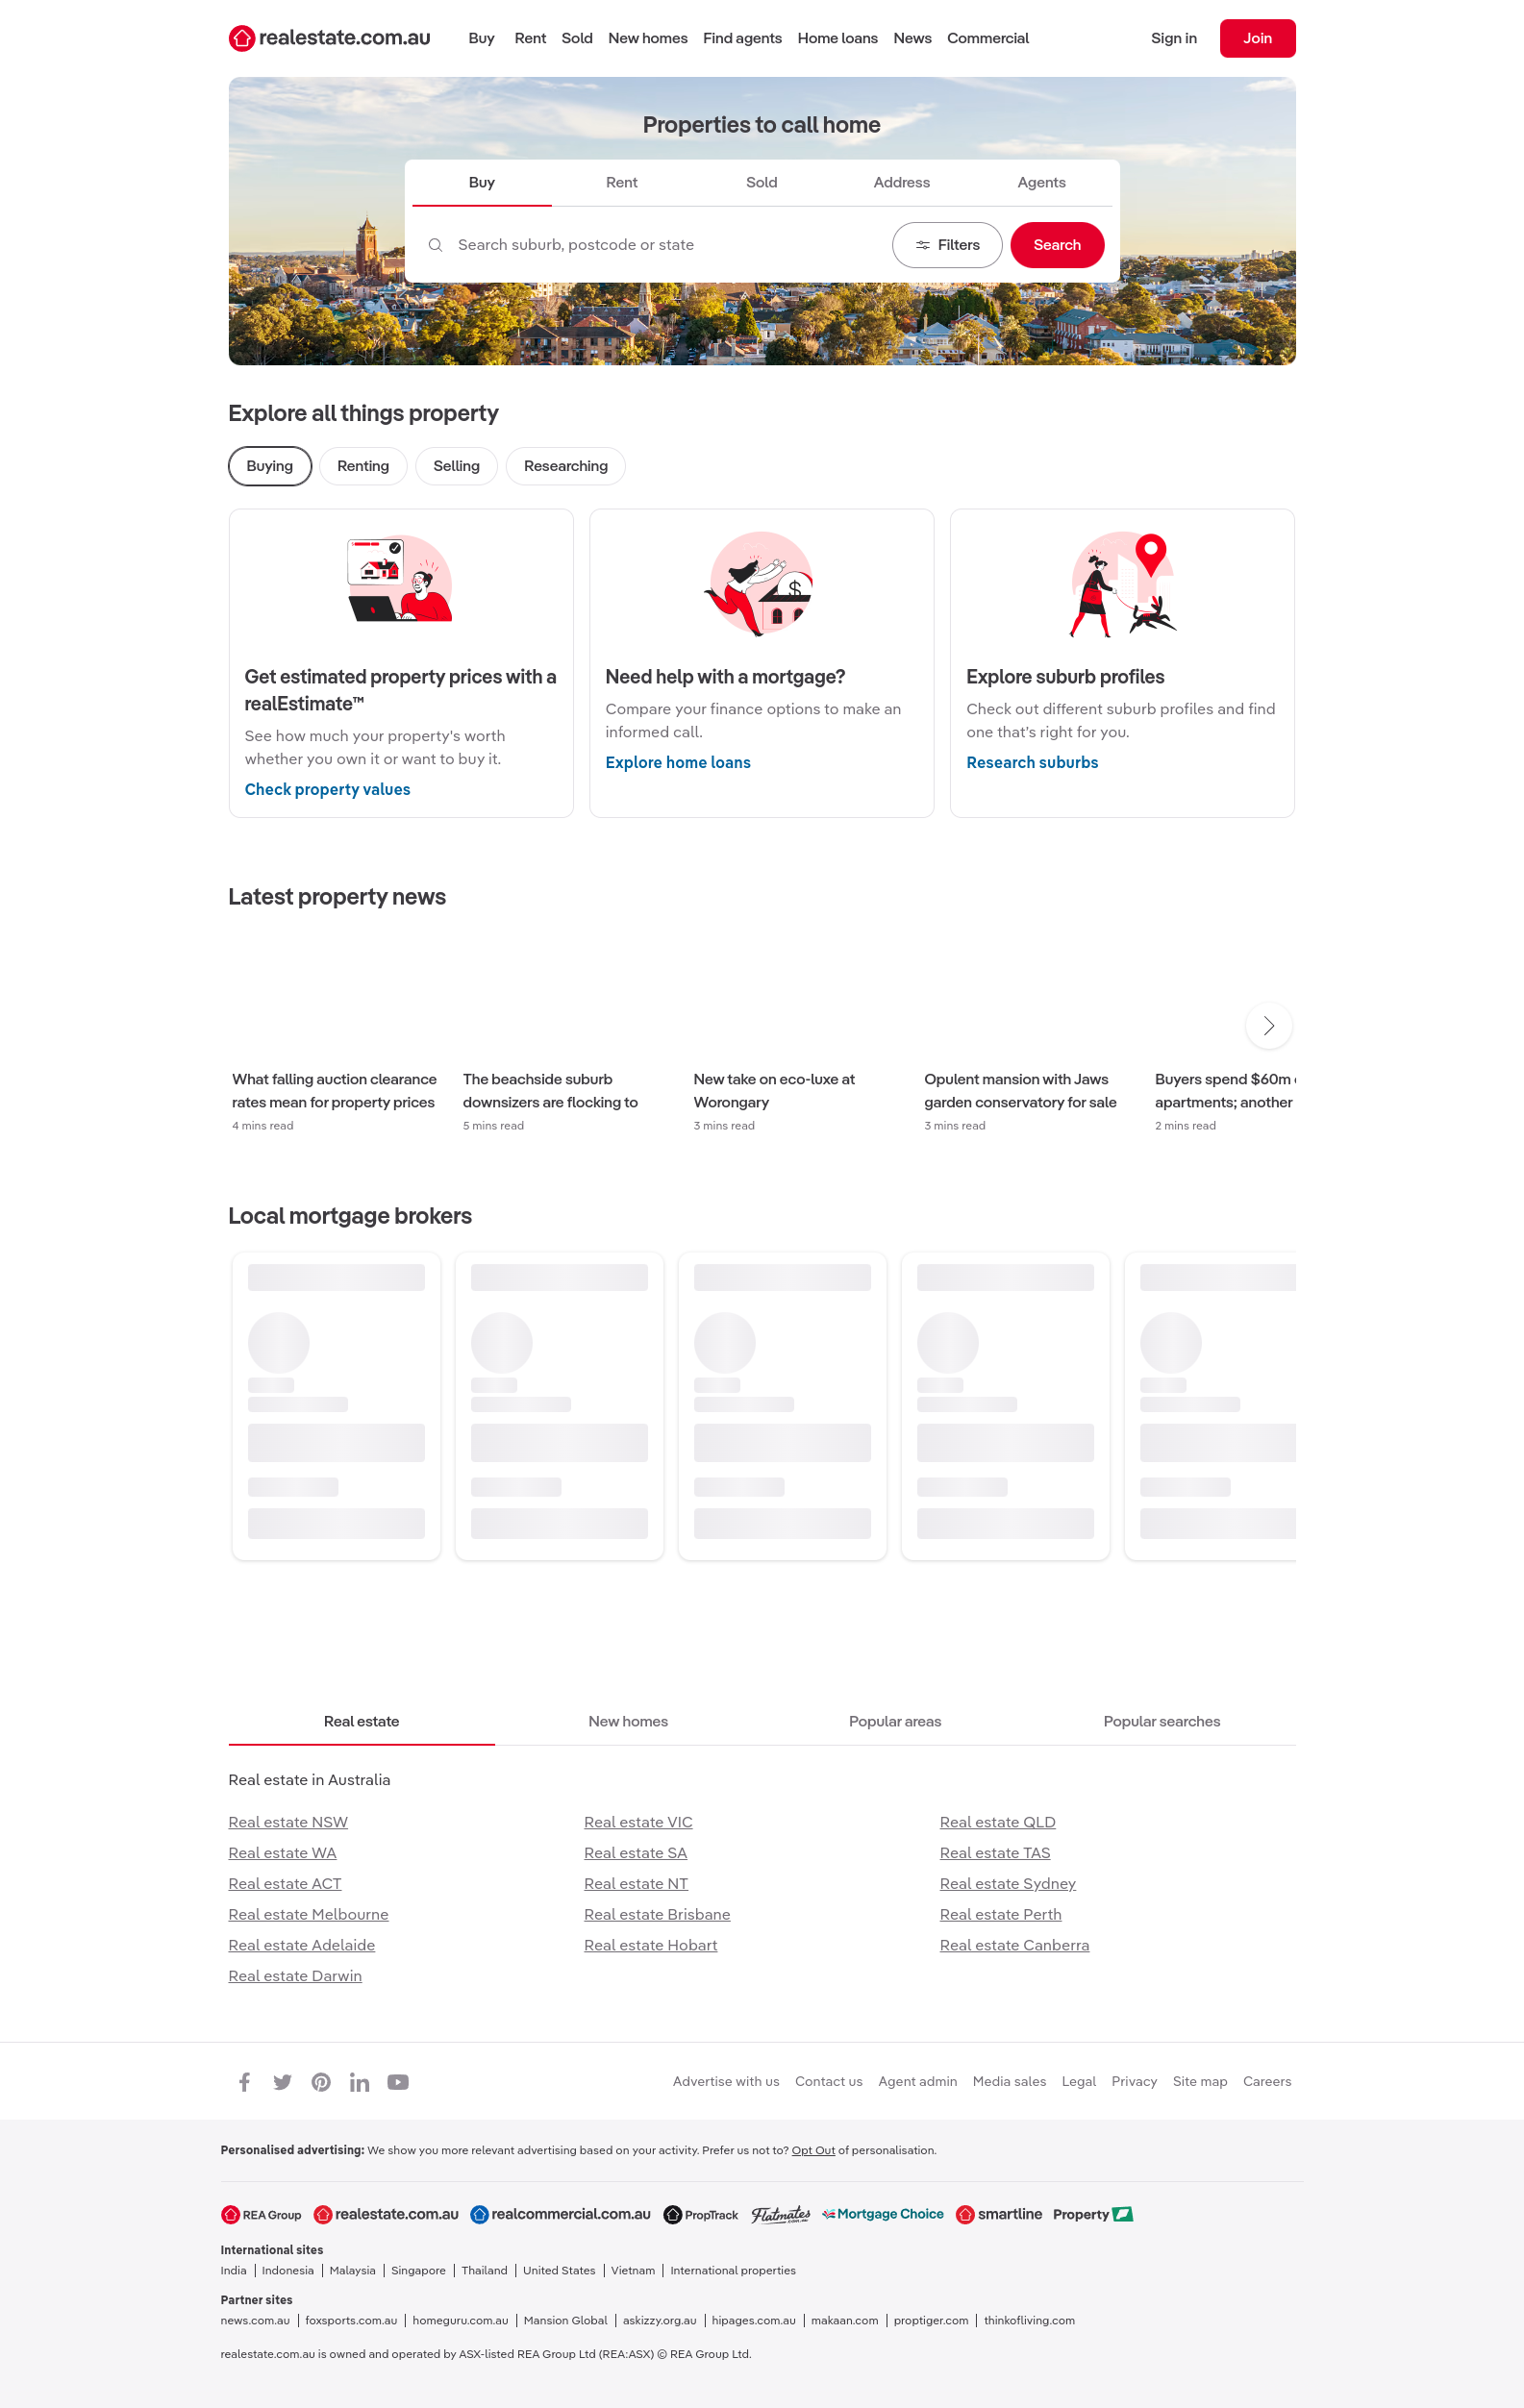 realestate.com.au
Buy Rent Sold New homes Find agents Home loans News Commercial
Sign in Join
Properties to call home
Buy Rent Sold Address Agents
Search suburb, postcode or state Filters Search
Explore all things property
Buying Renting Selling Researching
Get estimated property prices with a
realEstimate™
See how much your property's worth
whether you own it or want to buy it.
Check property values
Need help with a mortgage?
Compare your finance options to make an
informed call.
Explore home loans
Explore suburb profiles
Check out different suburb profiles and find
one that's right for you.
Research suburbs
Latest property news
What falling auction clearance
rates mean for property prices
4 mins read
The beachside suburb
downsizers are flocking to
5 mins read
New take on eco-luxe at
Worongary
3 mins read
Opulent mansion with Jaws
garden conservatory for sale
3 mins read
Buyers spend $60m
apartments; another
2 mins read
Local mortgage brokers
Real estate New homes Popular areas Popular searches
Real estate in Australia
Real estate NSW Real estate VIC Real estate QLD
Real estate WA Real estate SA Real estate TAS
Real estate ACT Real estate NT Real estate Sydney
Real estate Melbourne Real estate Brisbane Real estate Perth
Real estate Adelaide Real estate Hobart Real estate Canberra
Real estate Darwin
Advertise with us Contact us Agent admin Media sales Legal Privacy Site map Careers
Personalised advertising: We show you more relevant advertising based on your activity. Prefer us not to? Opt Out of personalisation.
REA Group realestate.com.au realcommercial.com.au PropTrack Flatmates.com.au Mortgage Choice smartline Property
International sites
India | Indonesia | Malaysia | Singapore | Thailand | United States | Vietnam | International properties
Partner sites
news.com.au | foxsports.com.au | homeguru.com.au | Mansion Global | askizzy.org.au | hipages.com.au | makaan.com | proptiger.com | thinkofliving.com
realestate.com.au is owned and operated by ASX-listed REA Group Ltd (REA:ASX) © REA Group Ltd.